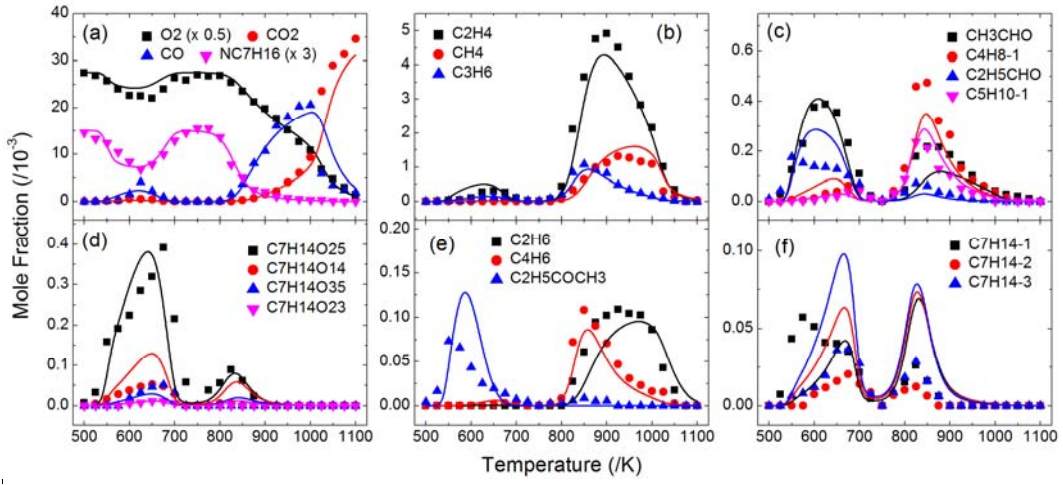 (a) O2 (x 0.5) CO2
CO NC7H16 (x 3)
40
30
20
10
0
(b) C2H4
CH4
C3H6
6
5
4
3
2
1
0
(c) CH3CHO
C4H8-1
C2H5CHO
C5H10-1
0.6
0.4
0.2
0.0
Mole Fraction (/10⁻³)
(d) C7H14O25
C7H14O14
C7H14O35
C7H14O23
0.4
0.3
0.2
0.1
0.0
500 600 700 800 900 1000 1100
(e) C2H6
C4H6
C2H5COCH3
0.20
0.15
0.10
0.05
0.00
500 600 700 800 900 1000 1100
(f) C7H14-1
C7H14-2
C7H14-3
0.10
0.05
0.00
500 600 700 800 900 1000 1100
Temperature (/K)